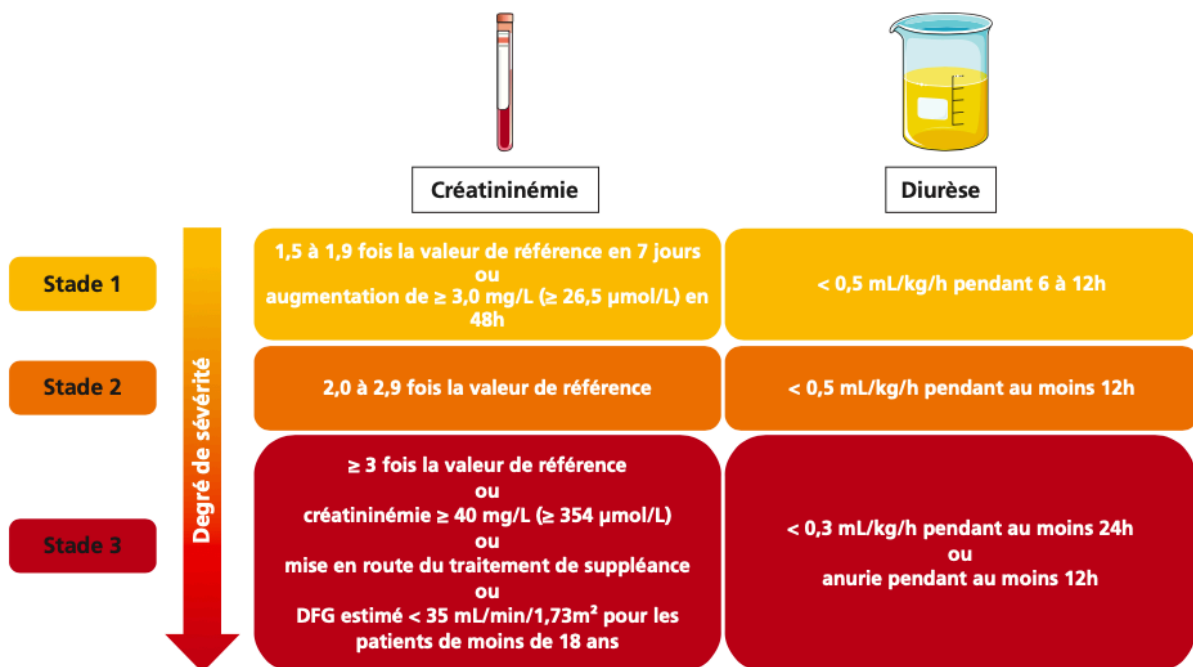 Créatininémie
Diurèse
Degré de sévérité
Stade 1
1,5 à 1,9 fois la valeur de référence en 7 jours
ou
augmentation de ≥ 3,0 mg/L (≥ 26,5 µmol/L) en
48h
< 0,5 mL/kg/h pendant 6 à 12h
Stade 2
2,0 à 2,9 fois la valeur de référence
< 0,5 mL/kg/h pendant au moins 12h
Stade 3
≥ 3 fois la valeur de référence
ou
créatininémie ≥ 40 mg/L (≥ 354 µmol/L)
ou
mise en route du traitement de suppléance
ou
DFG estimé < 35 mL/min/1,73m² pour les
patients de moins de 18 ans
< 0,3 mL/kg/h pendant au moins 24h
ou
anurie pendant au moins 12h